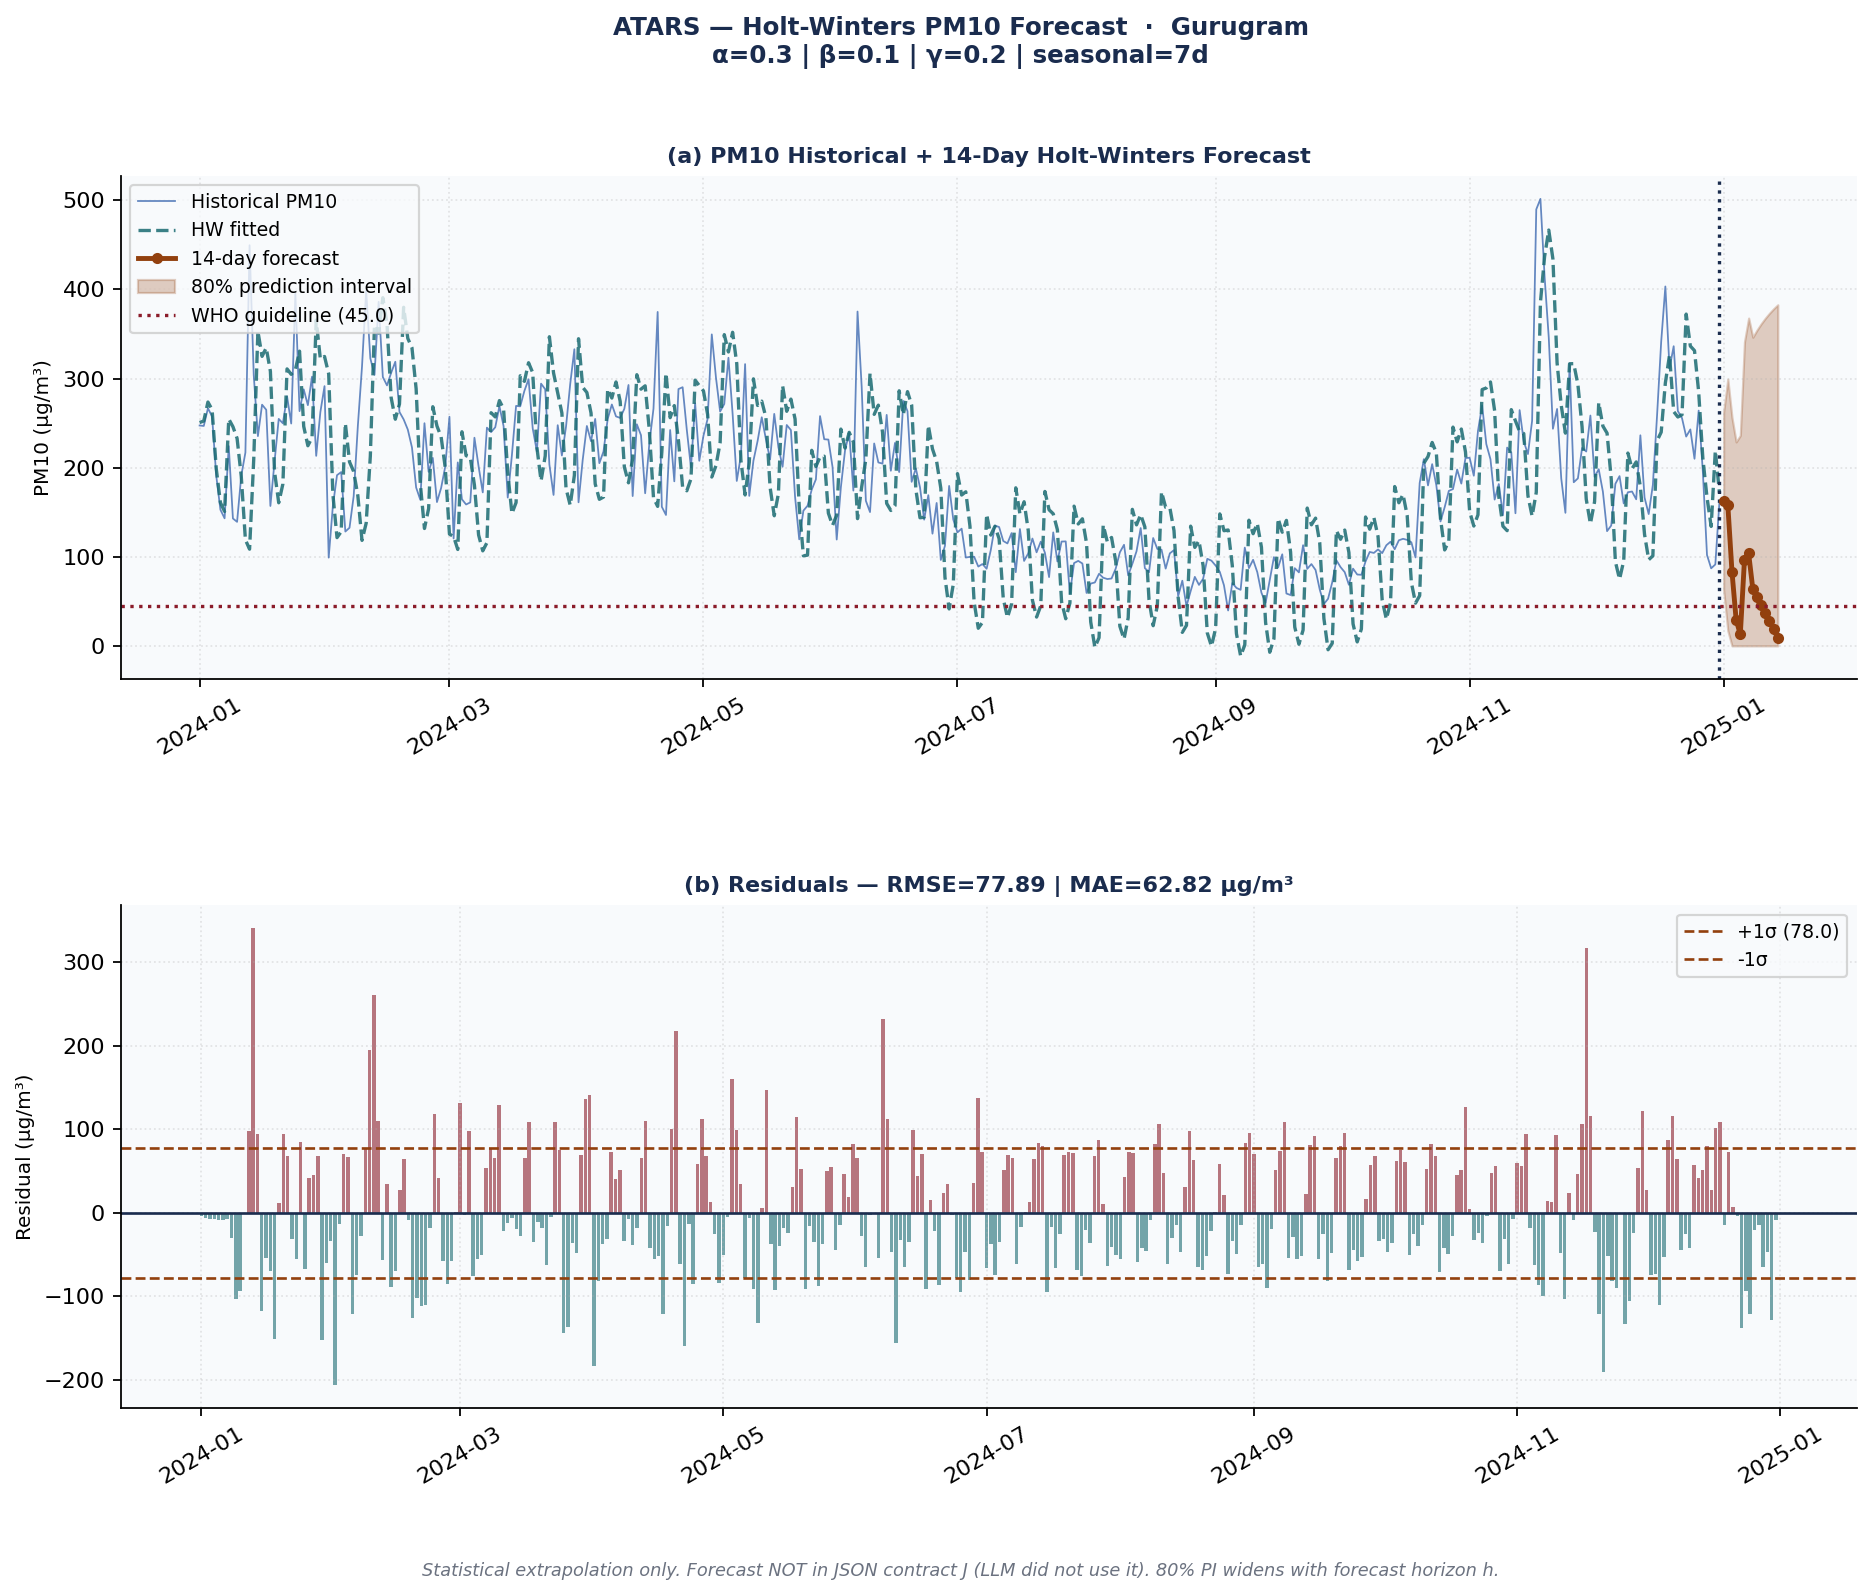 ATARS — Holt-Winters PM10 Forecast · Gurugram
α=0.3 | β=0.1 | γ=0.2 | seasonal=7d
(a) PM10 Historical + 14-Day Holt-Winters Forecast
PM10 (µg/m³)
500
400
300
200
100
0
Historical PM10
HW fitted
14-day forecast
80% prediction interval
WHO guideline (45.0)
2024-01
2024-03
2024-05
2024-07
2024-09
2024-11
2025-01
(b) Residuals — RMSE=77.89 | MAE=62.82 µg/m³
Residual (µg/m³)
300
200
100
0
−100
−200
+1σ (78.0)
-1σ
2024-01
2024-03
2024-05
2024-07
2024-09
2024-11
2025-01
Statistical extrapolation only. Forecast NOT in JSON contract J (LLM did not use it). 80% PI widens with forecast horizon h.